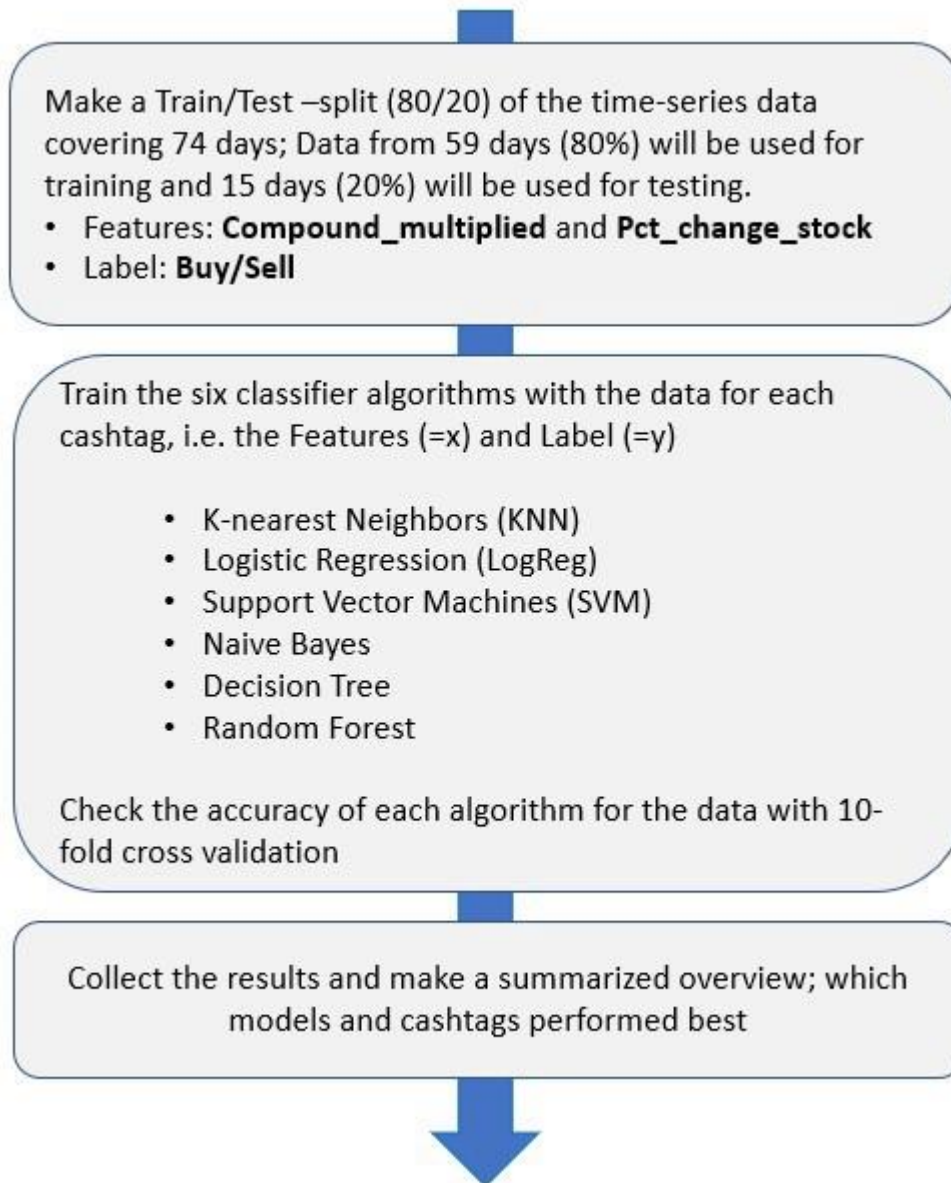 Make a Train/Test –split (80/20) of the time-series data
covering 74 days; Data from 59 days (80%) will be used for
training and 15 days (20%) will be used for testing.
• Features: Compound_multiplied and Pct_change_stock
• Label: Buy/Sell
Train the six classifier algorithms with the data for each
cashtag, i.e. the Features (=x) and Label (=y)
• K-nearest Neighbors (KNN)
• Logistic Regression (LogReg)
• Support Vector Machines (SVM)
• Naive Bayes
• Decision Tree
• Random Forest
Check the accuracy of each algorithm for the data with 10-
fold cross validation
Collect the results and make a summarized overview; which
models and cashtags performed best